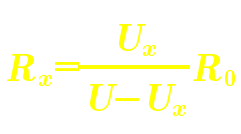 Rₓ = Uₓ / (U − Uₓ) R₀